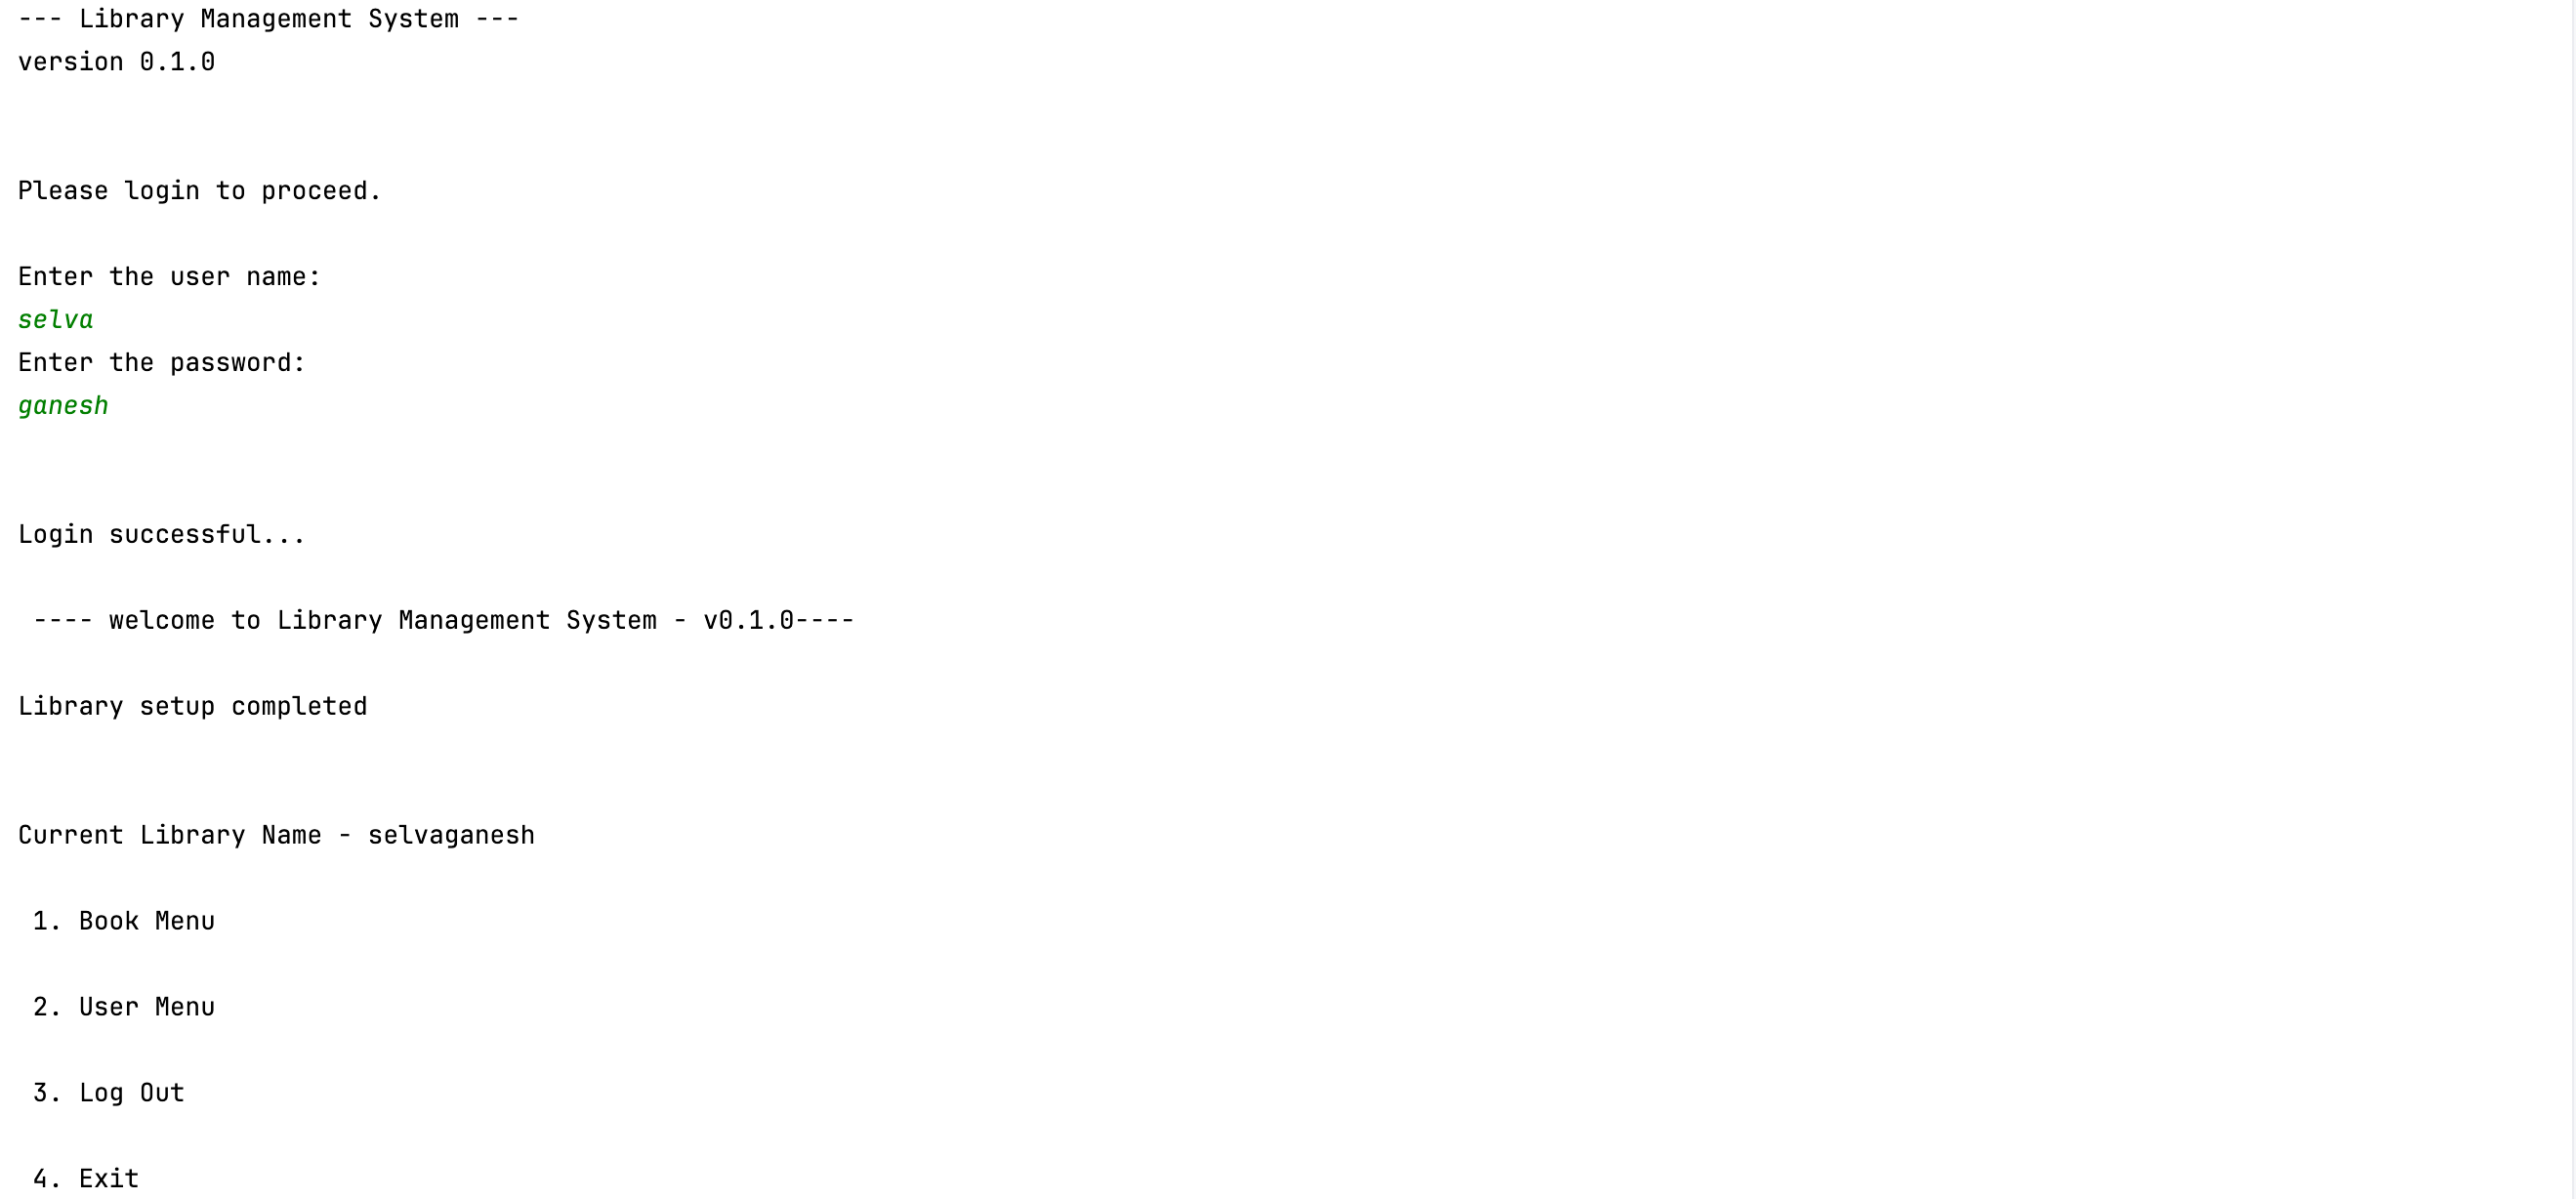 --- Library Management System ---
version 0.1.0
Please login to proceed.
Enter the user name:
selva
Enter the password:
ganesh
Login successful...
---- welcome to Library Management System - v0.1.0----
Library setup completed
Current Library Name - selvaganesh
1. Book Menu
2. User Menu
3. Log Out
4. Exit